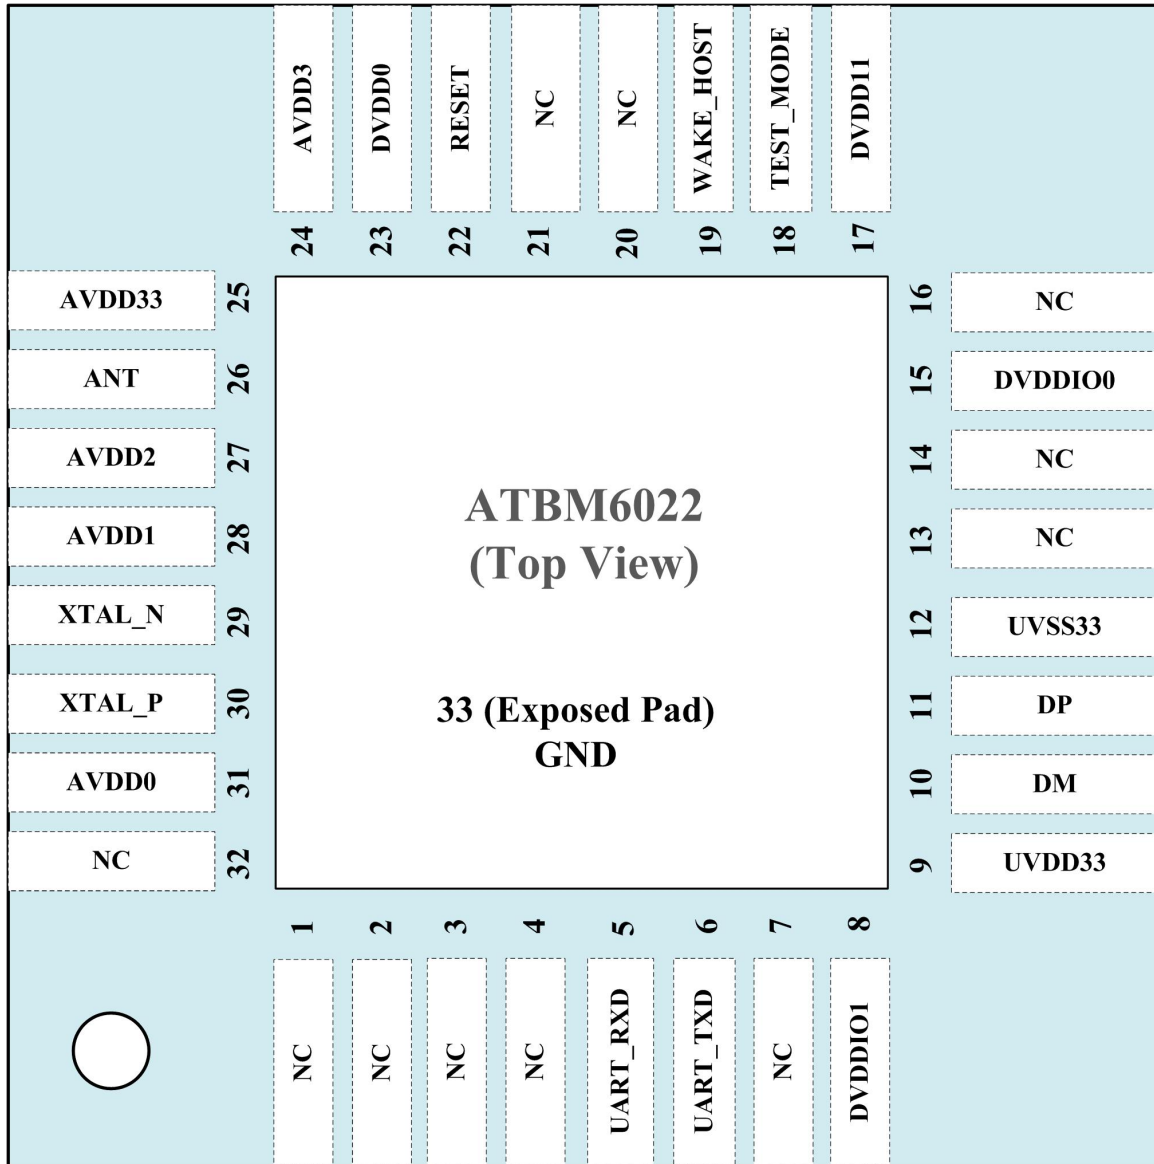 AVDD3
DVDD0
RESET
NC
NC
WAKE_HOST
TEST_MODE
DVDD11
24
23
22
21
20
19
18
17
AVDD33
25
ANT
26
AVDD2
27
AVDD1
28
XTAL_N
29
XTAL_P
30
AVDD0
31
NC
32
ATBM6022
(Top View)
33 (Exposed Pad)
GND
16
NC
15
DVDDIO0
14
NC
13
NC
12
UVSS33
11
DP
10
DM
9
UVDD33
1
2
3
4
5
6
7
8
NC
NC
NC
NC
UART_RXD
UART_TXD
NC
DVDDIO1